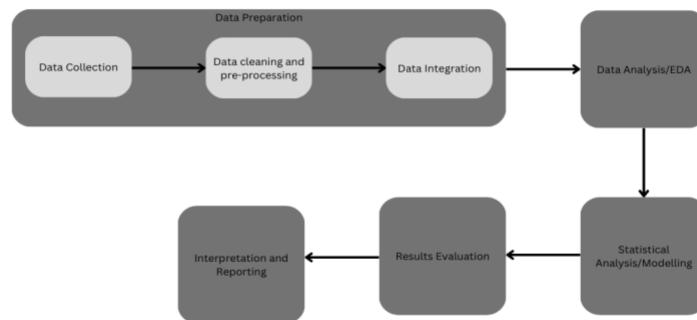 Data Preparation
Data Collection
Data cleaning and
pre-processing
Data Integration
Data Analysis/EDA
Statistical
Analysis/Modelling
Results Evaluation
Interpretation and
Reporting